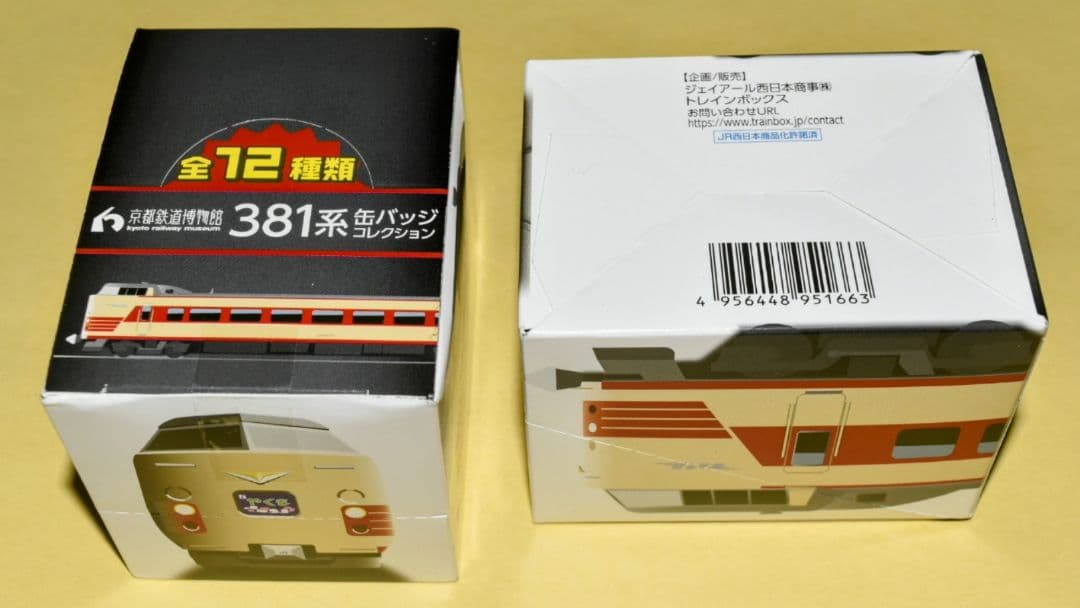 全12種類
京都鉄道博物館
kyoto railway museum
381系
缶バッジ
コレクション
やくも
【企画/販売】
ジェイアール西日本商事㈱
トレインボックス
お問い合わせURL
https://www.trainbox.jp/contact
JR西日本商品化許諾済
4 956448 951663